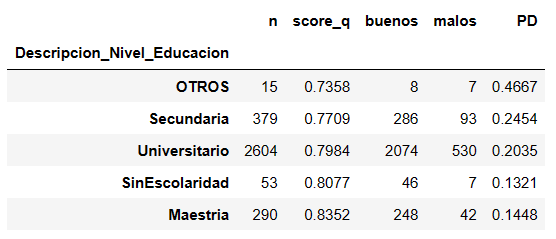 n score_q buenos malos PD
Descripcion_Nivel_Educacion
OTROS 15 0.7358 8 7 0.4667
Secundaria 379 0.7709 286 93 0.2454
Universitario 2604 0.7984 2074 530 0.2035
SinEscolaridad 53 0.8077 46 7 0.1321
Maestria 290 0.8352 248 42 0.1448